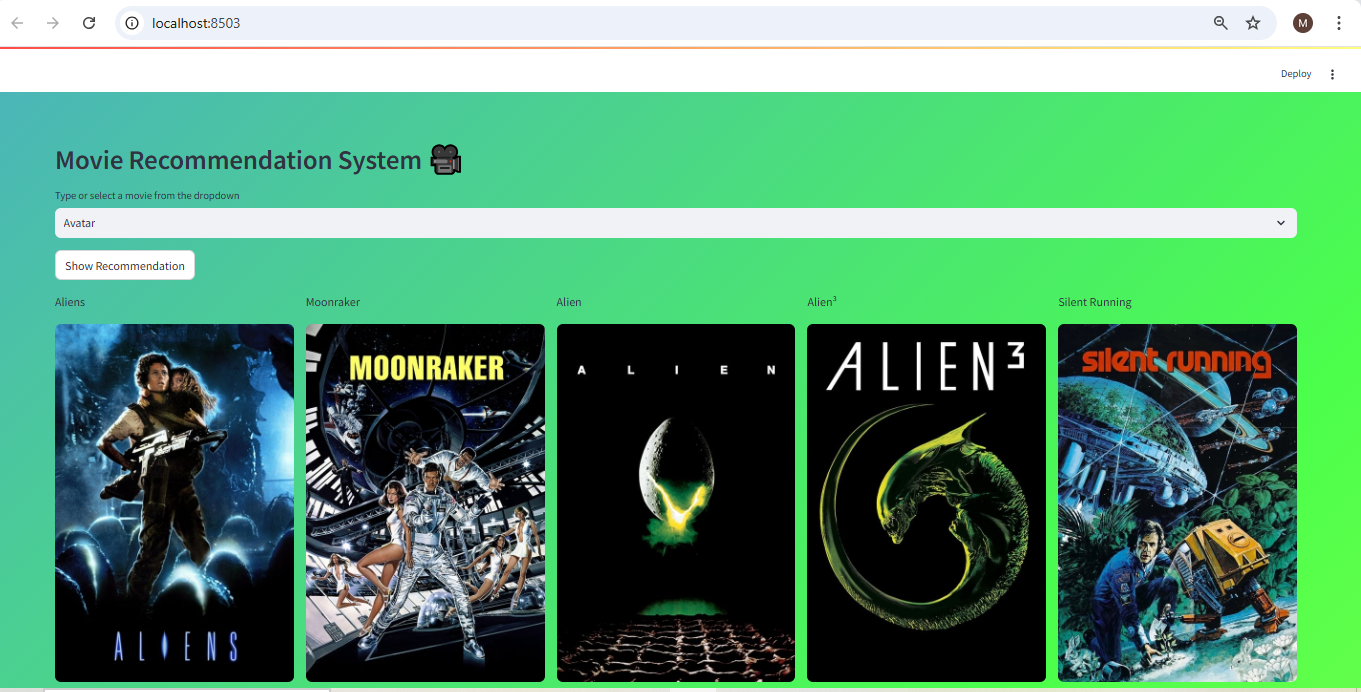 localhost:8503
M
Deploy
Movie Recommendation System
Type or select a movie from the dropdown
Avatar
Show Recommendation
Aliens
Moonraker
Alien
Alien³
Silent Running
ALIENS
MOONRAKER
ALIEN
ALIEN³
silent running